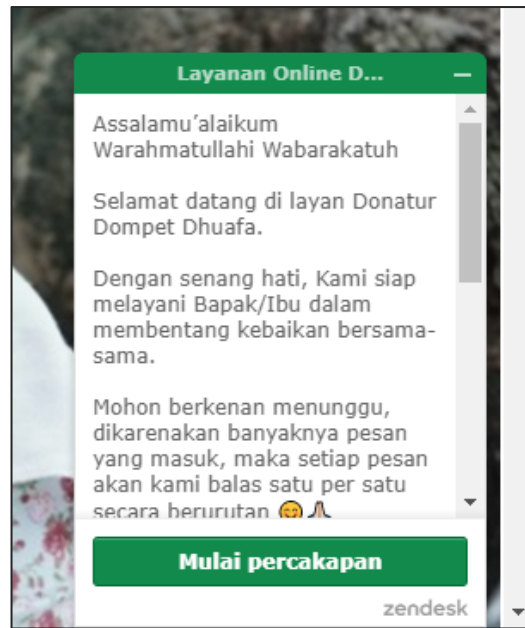 Layanan Online D...
Assalamu’alaikum
Warahmatullahi Wabarakatuh
Selamat datang di layan Donatur
Dompet Dhuafa.
Dengan senang hati, Kami siap
melayani Bapak/Ibu dalam
membentang kebaikan bersama-
sama.
Mohon berkenan menunggu,
dikarenakan banyaknya pesan
yang masuk, maka setiap pesan
akan kami balas satu per satu
secara berurutan 😊🙏
Mulai percakapan
zendesk